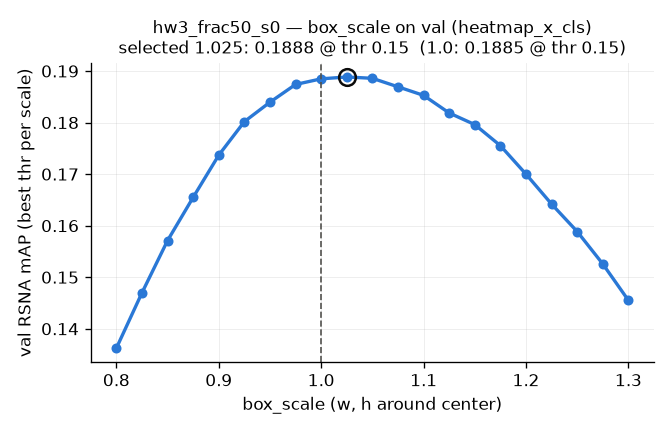 hw3_frac50_s0 — box_scale on val (heatmap_x_cls)
selected 1.025: 0.1888 @ thr 0.15  (1.0: 0.1885 @ thr 0.15)
val RSNA mAP (best thr per scale)
0.19
0.18
0.17
0.16
0.15
0.14
0.8 0.9 1.0 1.1 1.2 1.3
box_scale (w, h around center)